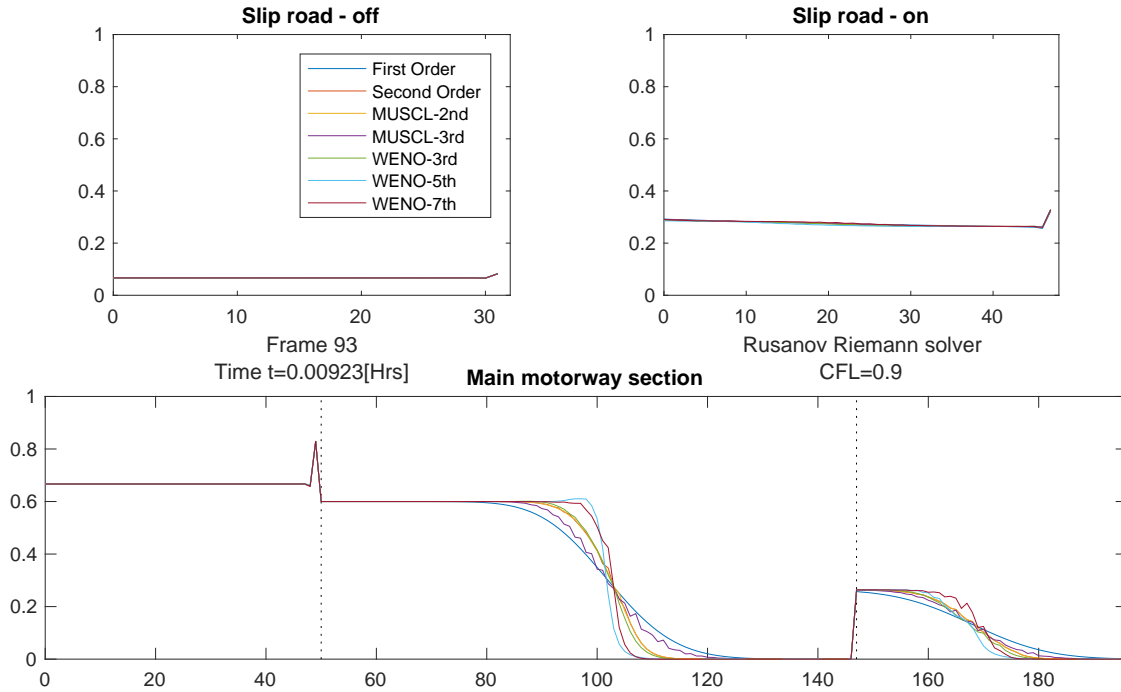 Slip road - off
Slip road - on
1
0.8
0.6
0.4
0.2
0
First Order
Second Order
MUSCL-2nd
MUSCL-3rd
WENO-3rd
WENO-5th
WENO-7th
0 10 20 30
1
0.8
0.6
0.4
0.2
0
0 10 20 30 40
Frame 93
Time t=0.00923[Hrs]
Rusanov Riemann solver
CFL=0.9
Main motorway section
1
0.8
0.6
0.4
0.2
0
0 20 40 60 80 100 120 140 160 180